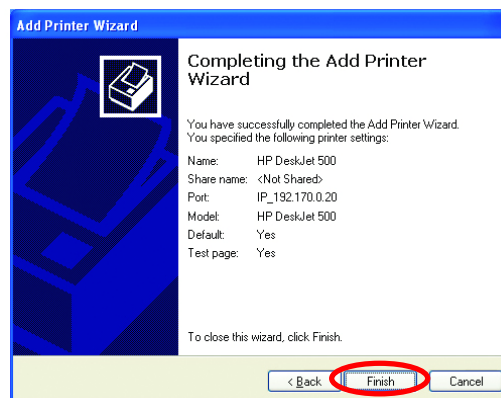 Add Printer Wizard
Completing the Add Printer
Wizard
You have successfully completed the Add Printer Wizard.
You specified the following printer settings:
Name: HP DeskJet 500
Share name: <Not Shared>
Port: IP_192.170.0.20
Model: HP DeskJet 500
Default: Yes
Test page: Yes
To close this wizard, click Finish.
< Back Finish Cancel